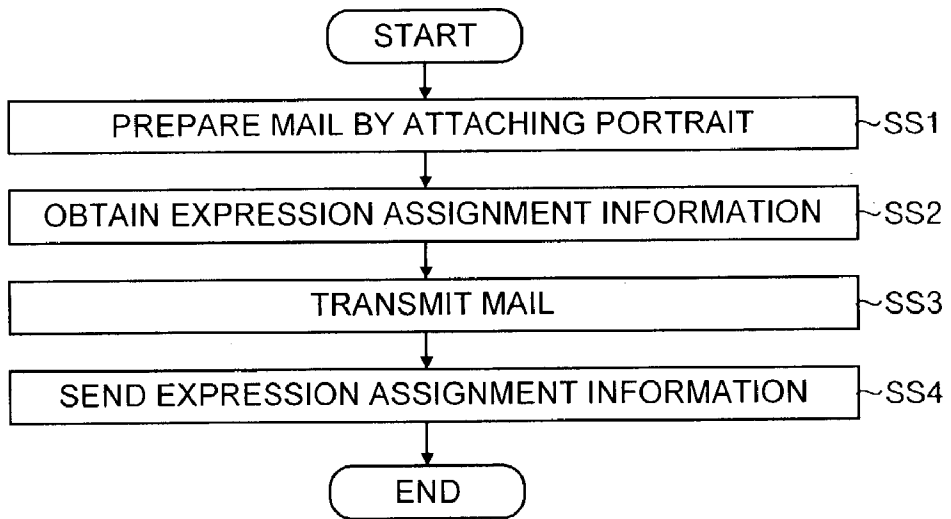 START
PREPARE MAIL BY ATTACHING PORTRAIT ~SS1
OBTAIN EXPRESSION ASSIGNMENT INFORMATION ~SS2
TRANSMIT MAIL ~SS3
SEND EXPRESSION ASSIGNMENT INFORMATION ~SS4
END